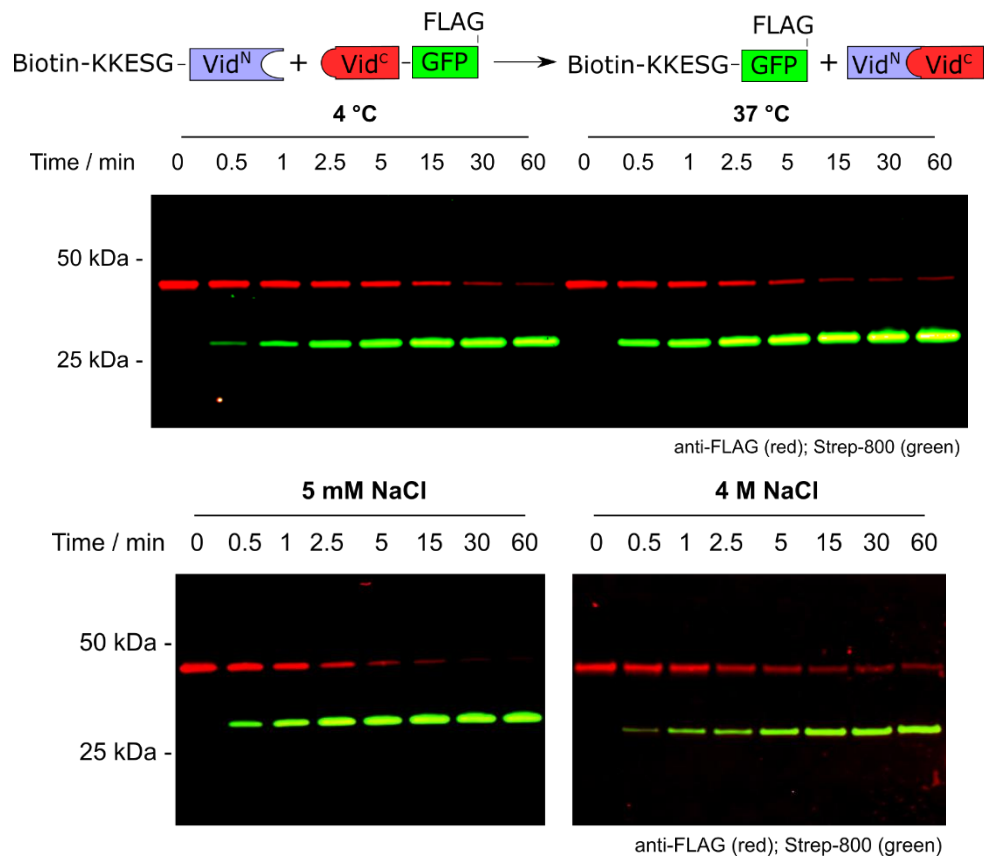 FLAG FLAG
Biotin-KKESG- Vid^N + Vid^C - GFP Biotin-KKESG- GFP + Vid^N Vid^C
4 °C 37 °C
Time / min 0 0.5 1 2.5 5 15 30 60 0 0.5 1 2.5 5 15 30 60
50 kDa -
25 kDa -
anti-FLAG (red); Strep-800 (green)
5 mM NaCl 4 M NaCl
Time / min 0 0.5 1 2.5 5 15 30 60 0 0.5 1 2.5 5 15 30 60
50 kDa -
25 kDa -
anti-FLAG (red); Strep-800 (green)